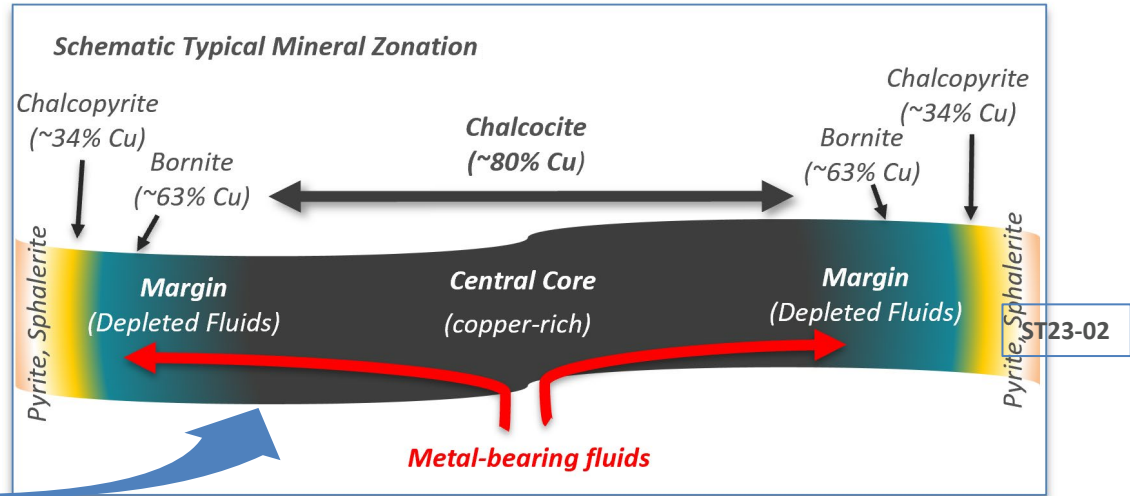 Schematic Typical Mineral Zonation
Chalcopyrite
(~34% Cu)
Bornite
(~63% Cu)
Chalcocite
(~80% Cu)
Chalcopyrite
(~34% Cu)
Bornite
(~63% Cu)
Pyrite, Sphalerite
Margin
(Depleted Fluids)
Central Core
(copper-rich)
Margin
(Depleted Fluids)
Pyrite, Sphalerite
ST23-02
Metal-bearing fluids